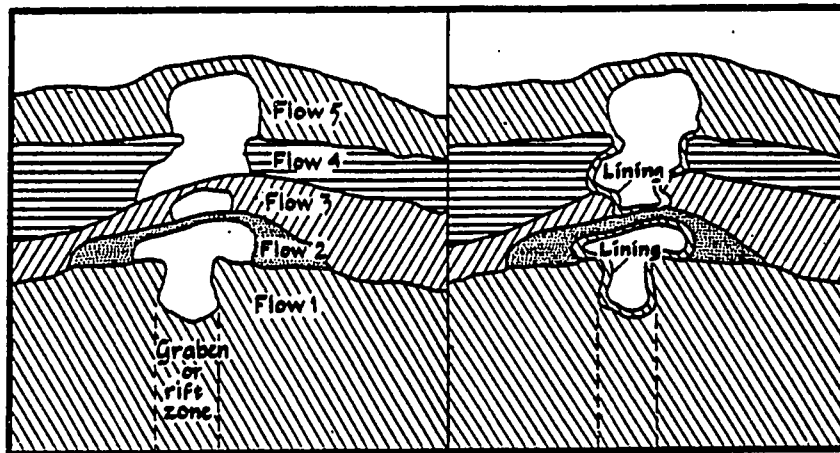 Flow 5
Flow 4
Flow 3
Flow 2
Flow 1
Graben
or
rift
zone
Lining
Lining